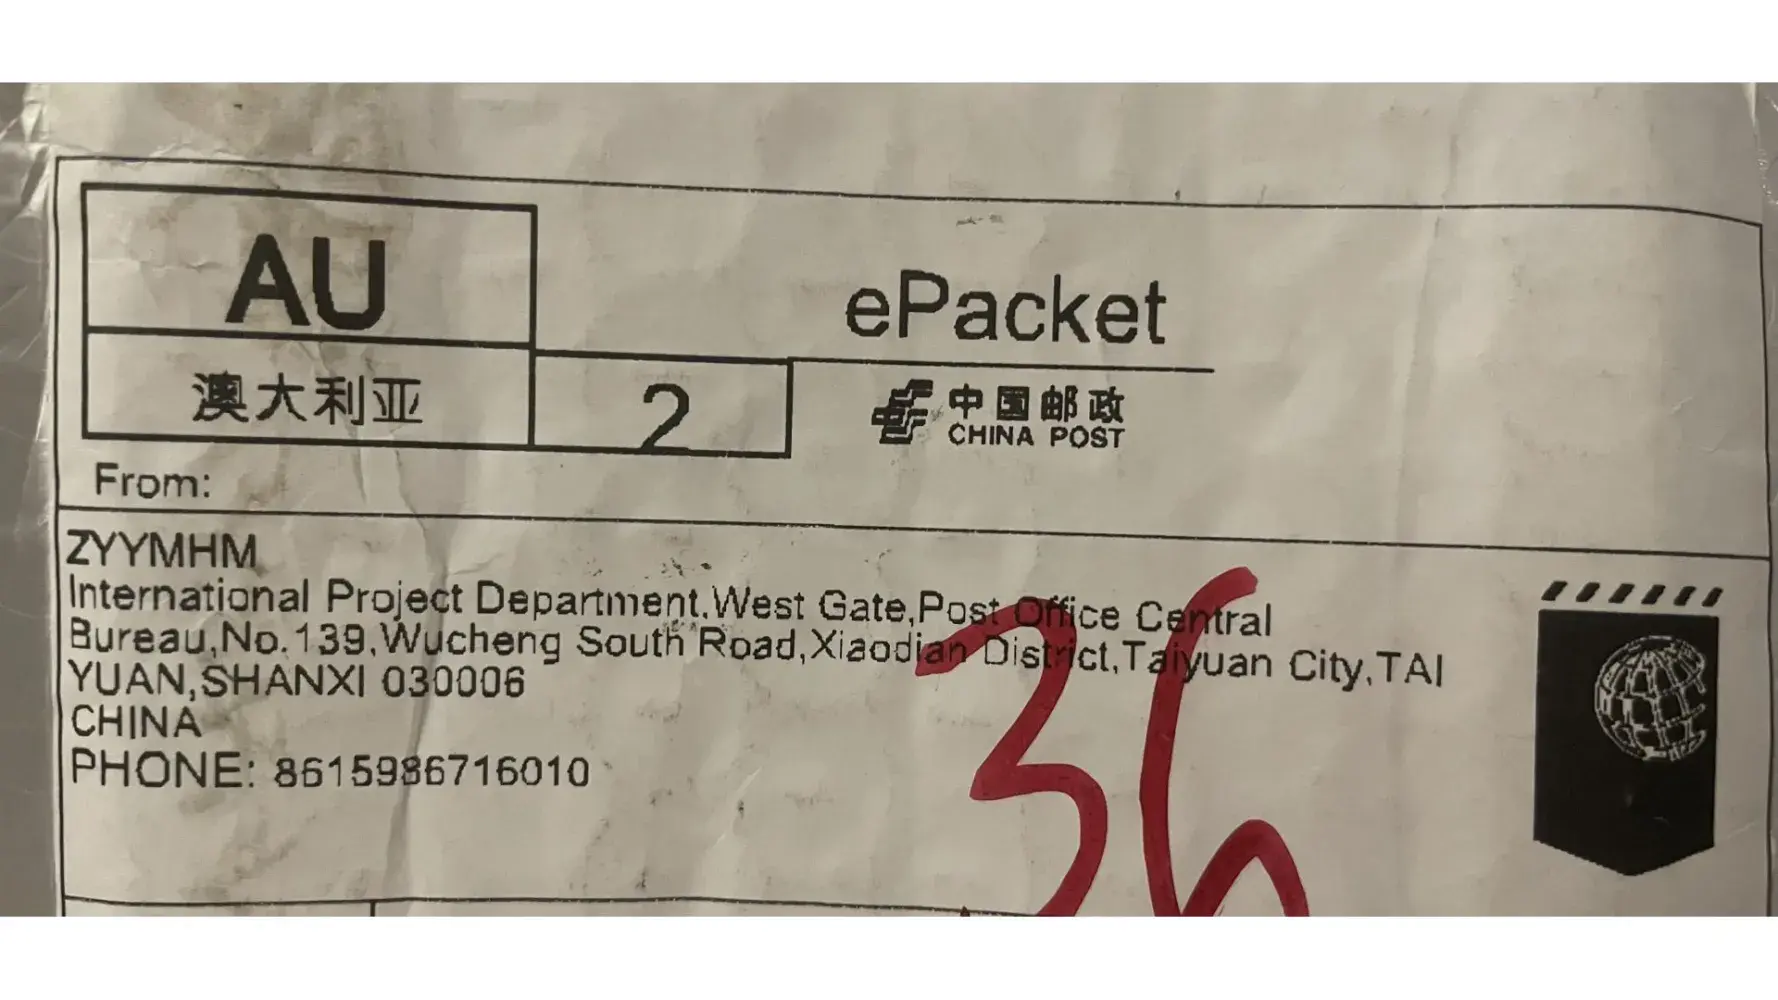 AU
ePacket
澳大利亚
2
中国邮政
CHINA POST
From:
ZYYMHM
International Project Department,West Gate,Post Office Central
Bureau,No.139,Wucheng South Road,Xiaodian District,Taiyuan City,TAI
YUAN,SHANXI 030006
CHINA
PHONE: 8615986716010
36